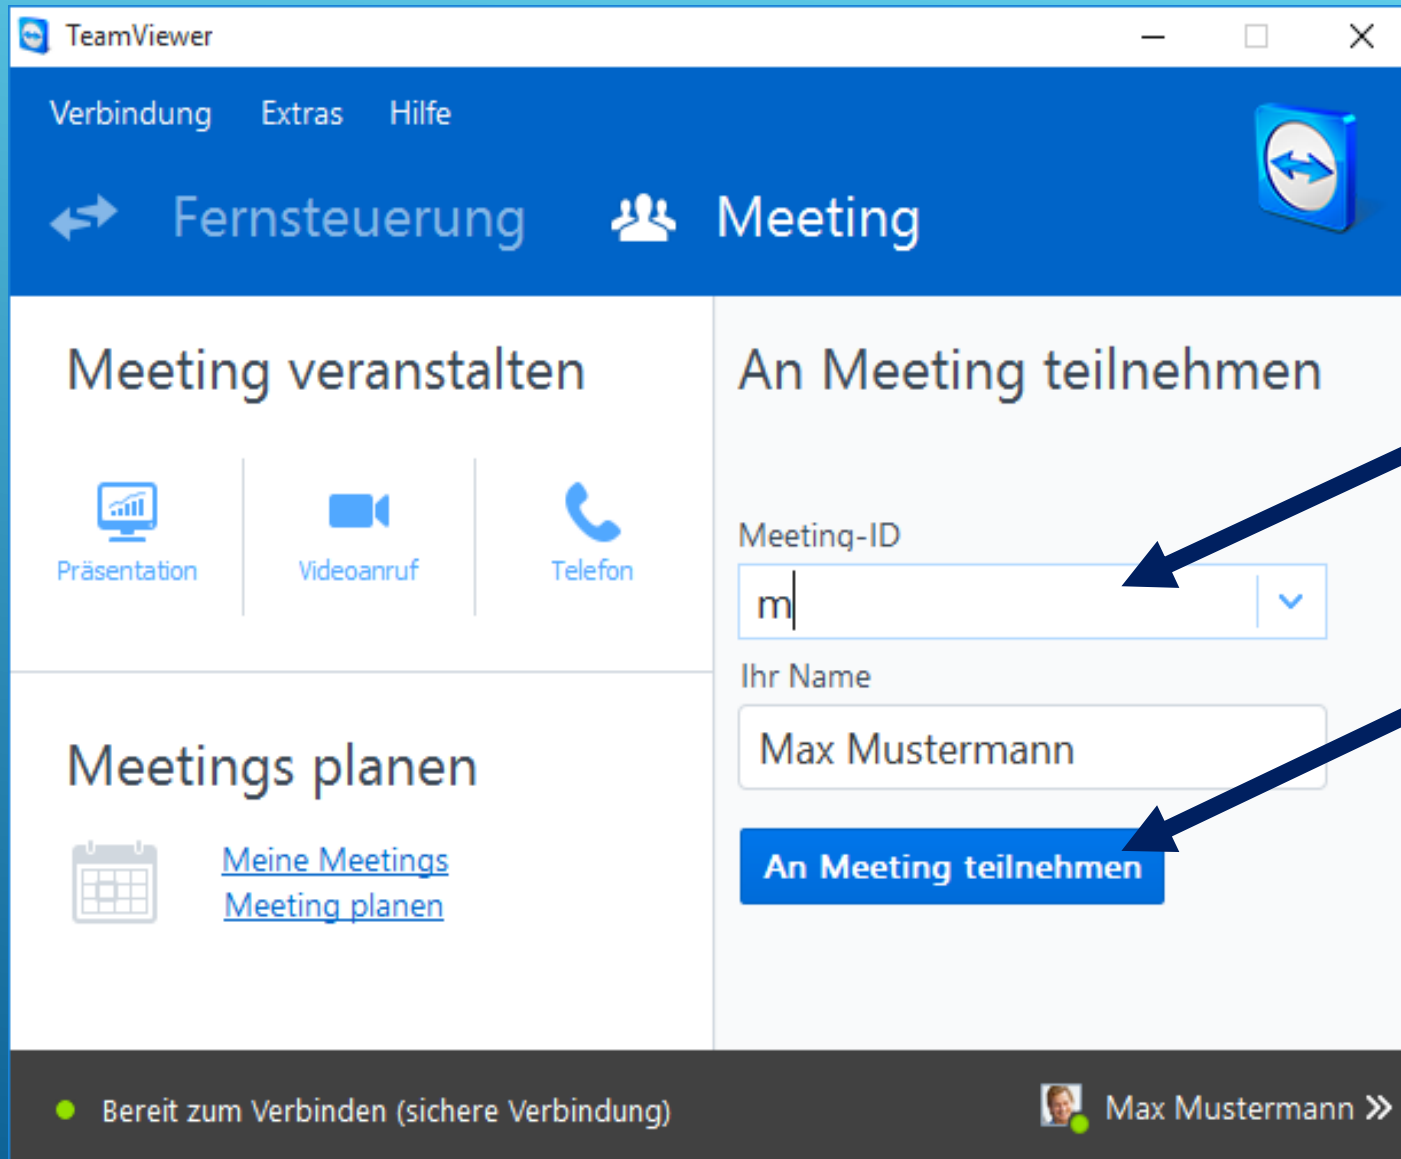 TeamViewer
Verbindung Extras Hilfe
Fernsteuerung Meeting
Meeting veranstalten
Präsentation Videoanruf Telefon
Meetings planen
Meine Meetings
Meeting planen
An Meeting teilnehmen
Meeting-ID
m
Ihr Name
Max Mustermann
An Meeting teilnehmen
Bereit zum Verbinden (sichere Verbindung) Max Mustermann